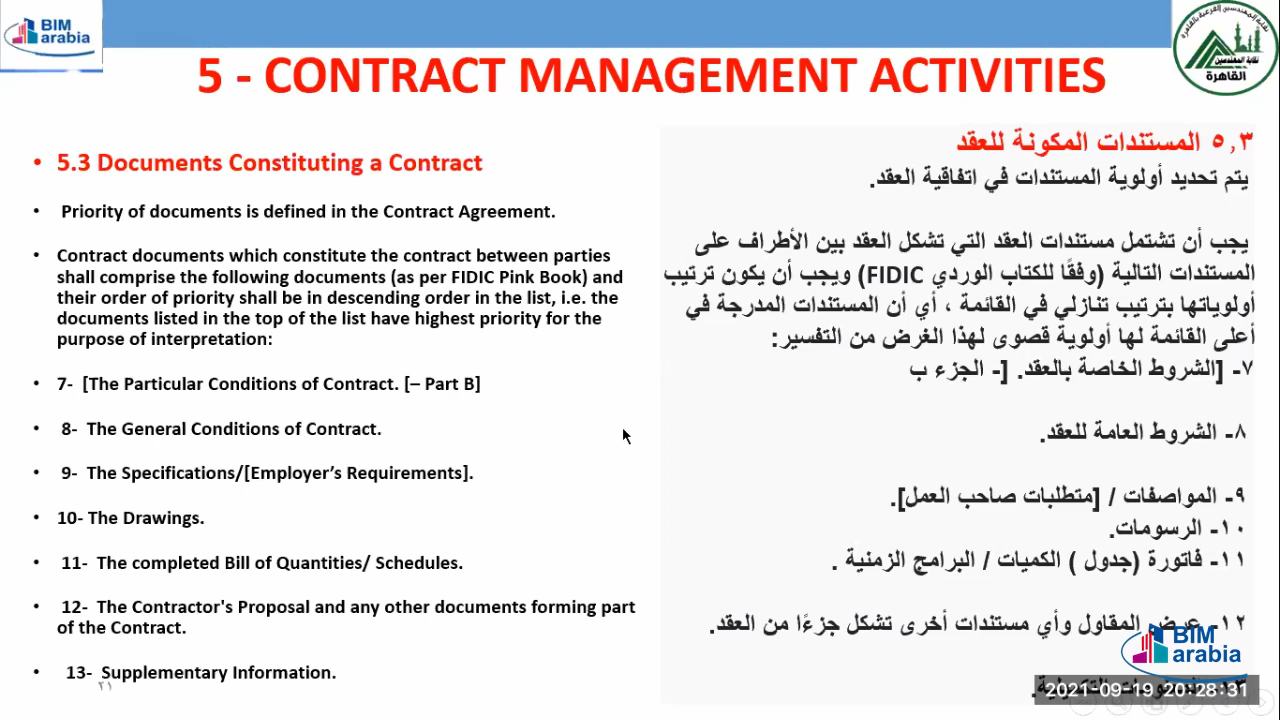 BIM
arabia
نقابة المهندسين الفرعية بالقاهرة
نقابة المهندسين
القاهرة
5 - CONTRACT MANAGEMENT ACTIVITIES
• 5.3 Documents Constituting a Contract
• Priority of documents is defined in the Contract Agreement.
• Contract documents which constitute the contract between parties
shall comprise the following documents (as per FIDIC Pink Book) and
their order of priority shall be in descending order in the list, i.e. the
documents listed in the top of the list have highest priority for the
purpose of interpretation:
• 7- [The Particular Conditions of Contract. [– Part B]
• 8- The General Conditions of Contract.
• 9- The Specifications/[Employer’s Requirements].
• 10- The Drawings.
• 11- The completed Bill of Quantities/ Schedules.
• 12- The Contractor's Proposal and any other documents forming part
of the Contract.
• 13- Supplementary Information.
٢١
٥,٣ المستندات المكونة للعقد
يتم تحديد أولوية المستندات في اتفاقية العقد.
يجب أن تشتمل مستندات العقد التي تشكل العقد بين الأطراف على
المستندات التالية (وفقًا للكتاب الوردي FIDIC) ويجب أن يكون ترتيب
أولوياتها بترتيب تنازلي في القائمة ، أي أن المستندات المدرجة في
أعلى القائمة لها أولوية قصوى لهذا الغرض من التفسير:
٧- [الشروط الخاصة بالعقد. [- الجزء ب
٨- الشروط العامة للعقد.
٩- المواصفات / [متطلبات صاحب العمل].
١٠- الرسومات.
١١- فاتورة (جدول ) الكميات / البرامج الزمنية .
١٢- عرض المقاول وأي مستندات أخرى تشكل جزءًا من العقد.
BIM
arabia
2021-09-19 20:28:31